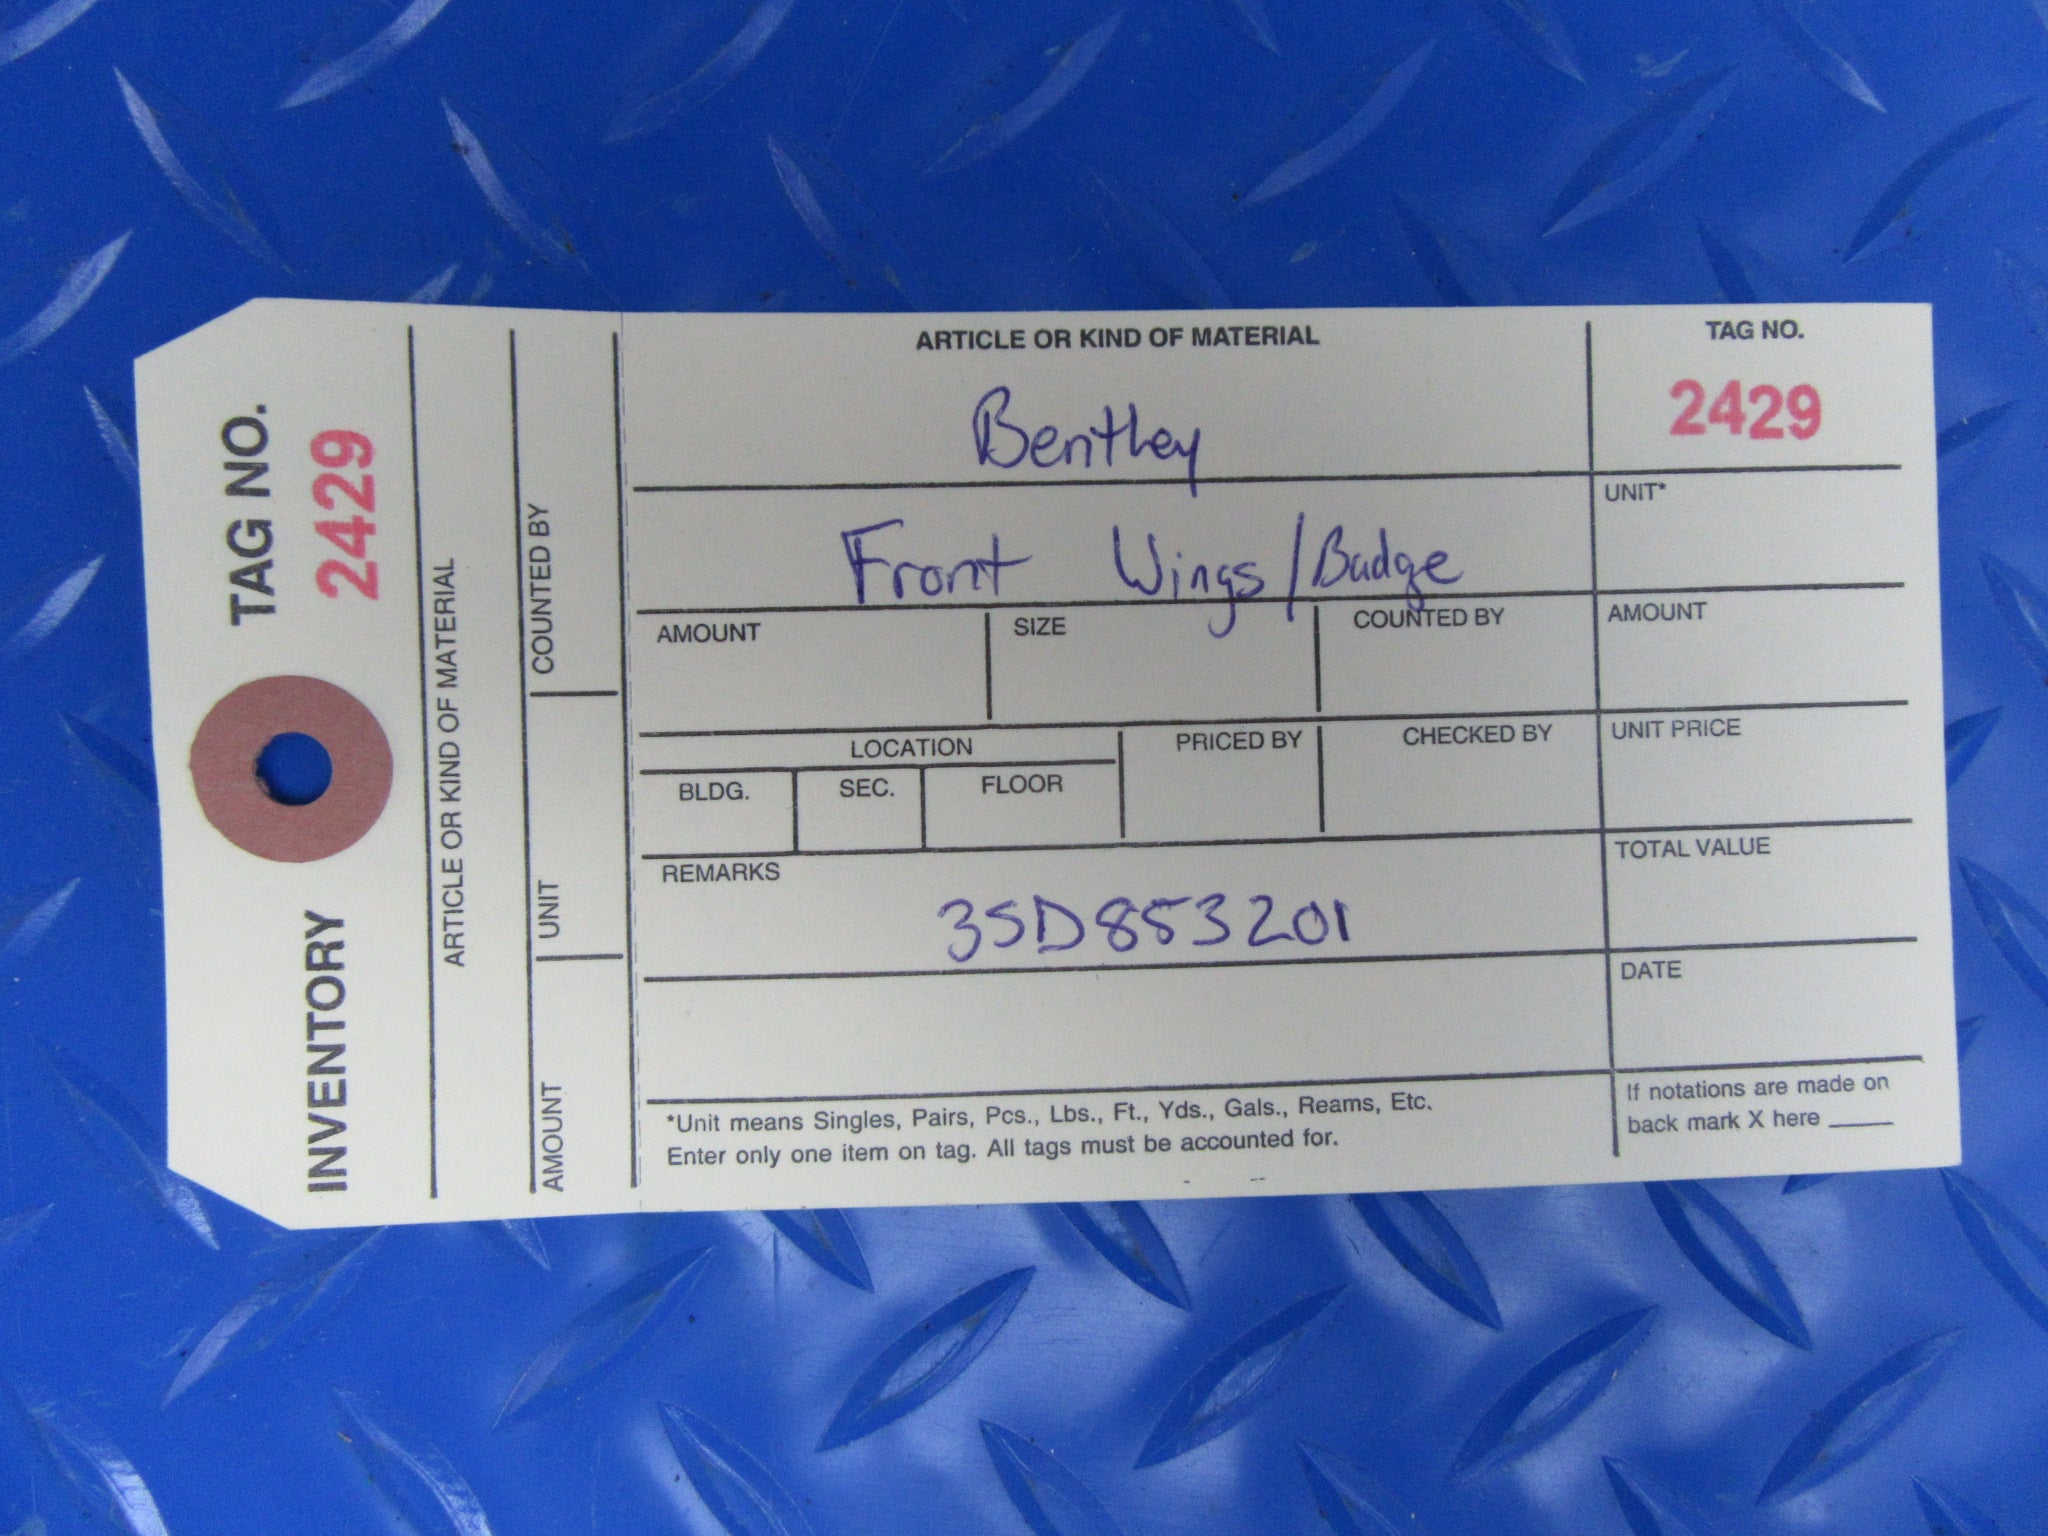 INVENTORY TAG NO.
2429
ARTICLE OR KIND OF MATERIAL
AMOUNT UNIT COUNTED BY
ARTICLE OR KIND OF MATERIAL
Bentley
Front Wings/Badge
AMOUNT SIZE COUNTED BY
LOCATION PRICED BY CHECKED BY
BLDG. SEC. FLOOR
REMARKS
3SD853201
*Unit means Singles, Pairs, Pcs., Lbs., Ft., Yds., Gals., Reams, Etc.
Enter only one item on tag. All tags must be accounted for.
TAG NO.
2429
UNIT*
AMOUNT
UNIT PRICE
TOTAL VALUE
DATE
If notations are made on
back mark X here _____